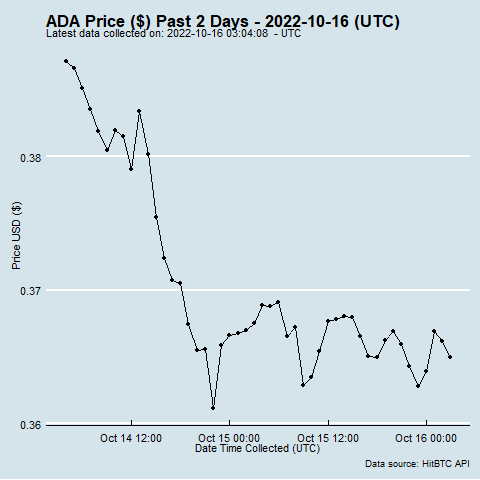 ADA Price ($) Past 2 Days - 2022-10-16 (UTC)
Latest data collected on: 2022-10-16 03:04:08  - UTC
0.38
0.37
0.36
Price USD ($)
Oct 14 12:00
Oct 15 00:00
Oct 15 12:00
Oct 16 00:00
Date Time Collected (UTC)
Data source: HitBTC API